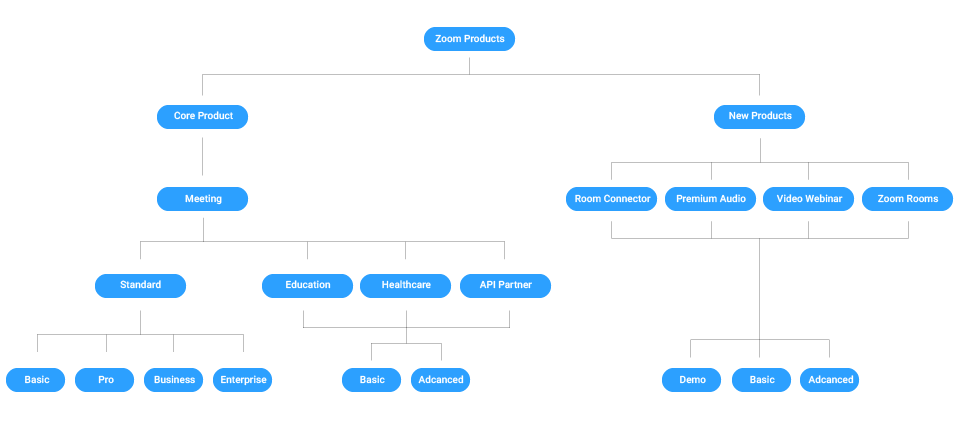 Zoom Products
Core Product
New Products
Meeting
Room Connector
Premium Audio
Video Webinar
Zoom Rooms
Standard
Education
Healthcare
API Partner
Basic
Pro
Business
Enterprise
Basic
Adcanced
Demo
Basic
Adcanced